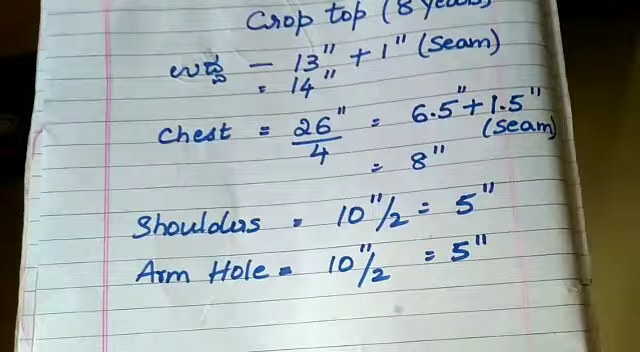 Crop top (8 years)
ಉದ್ದ - 13" + 1" (Seam)
= 14"
Chest = 26"/4 = 6.5" + 1.5" (Seam)
= 8"
Shoulders = 10"/2 = 5"
Arm Hole = 10"/2 = 5"